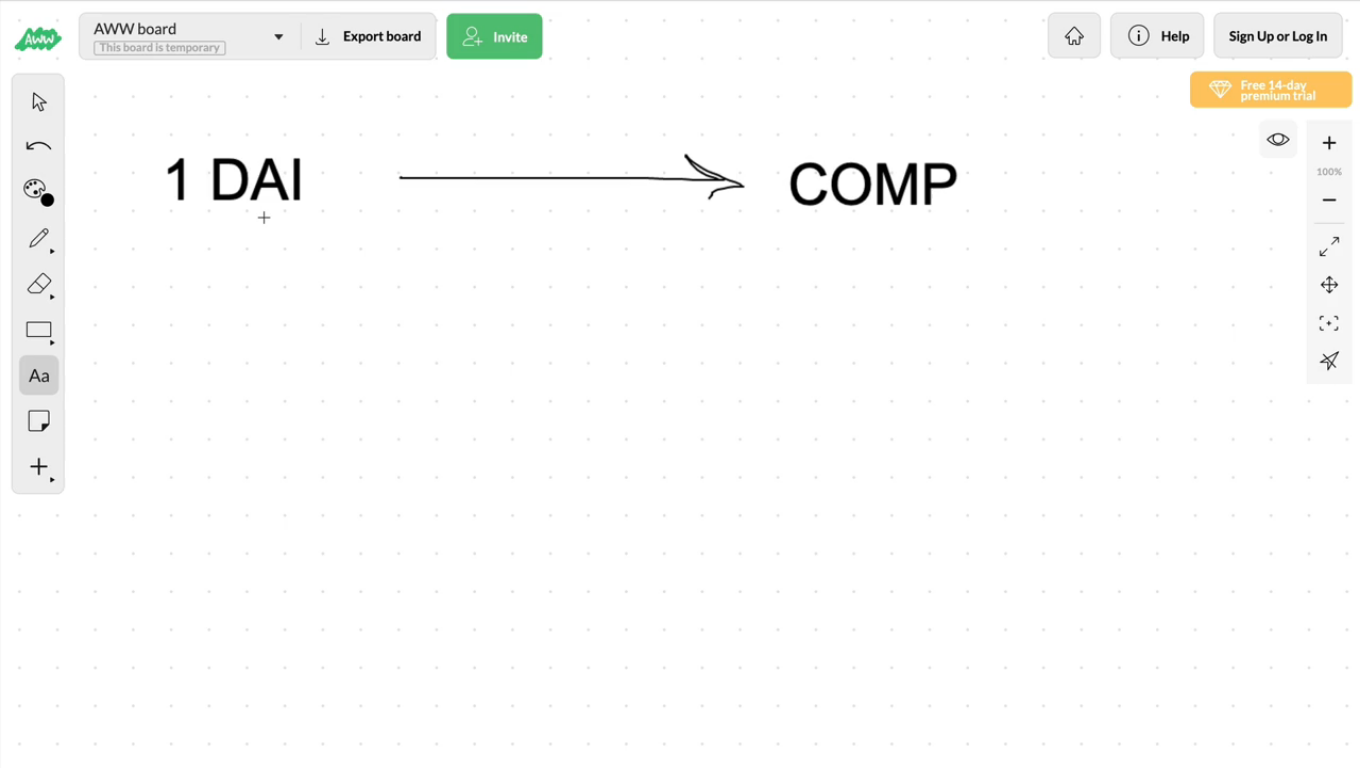 AWW
AWW board
This board is temporary
Export board
Invite
Help
Sign Up or Log In
Free 14-day
premium trial
1 DAI
COMP
100%
Aa